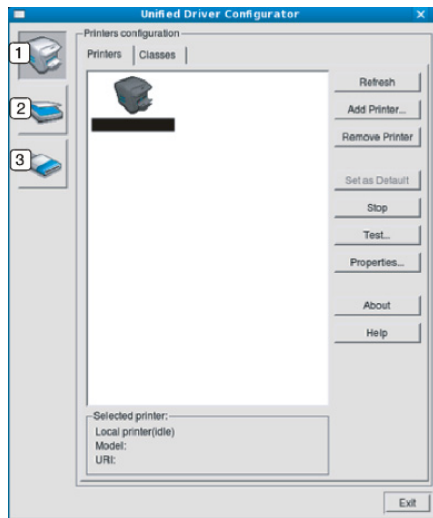 Unified Driver Configurator
1
2
3
Printers configuration
Printers Classes
Refresh
Add Printer...
Remove Printer
Set as Default
Stop
Test...
Properties...
About
Help
Selected printer:
Local printer(idle)
Model:
URI:
Exit